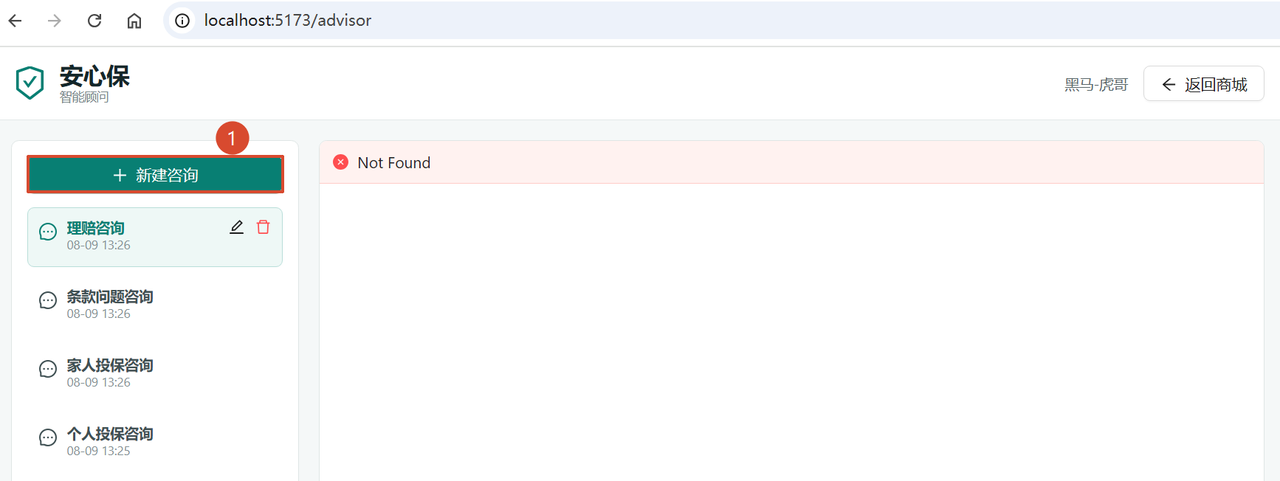 localhost:5173/advisor
安心保
智能顾问
黑马-虎哥
返回商城
1
新建咨询
理赔咨询
08-09 13:26
条款问题咨询
08-09 13:26
家人投保咨询
08-09 13:26
个人投保咨询
08-09 13:25
Not Found